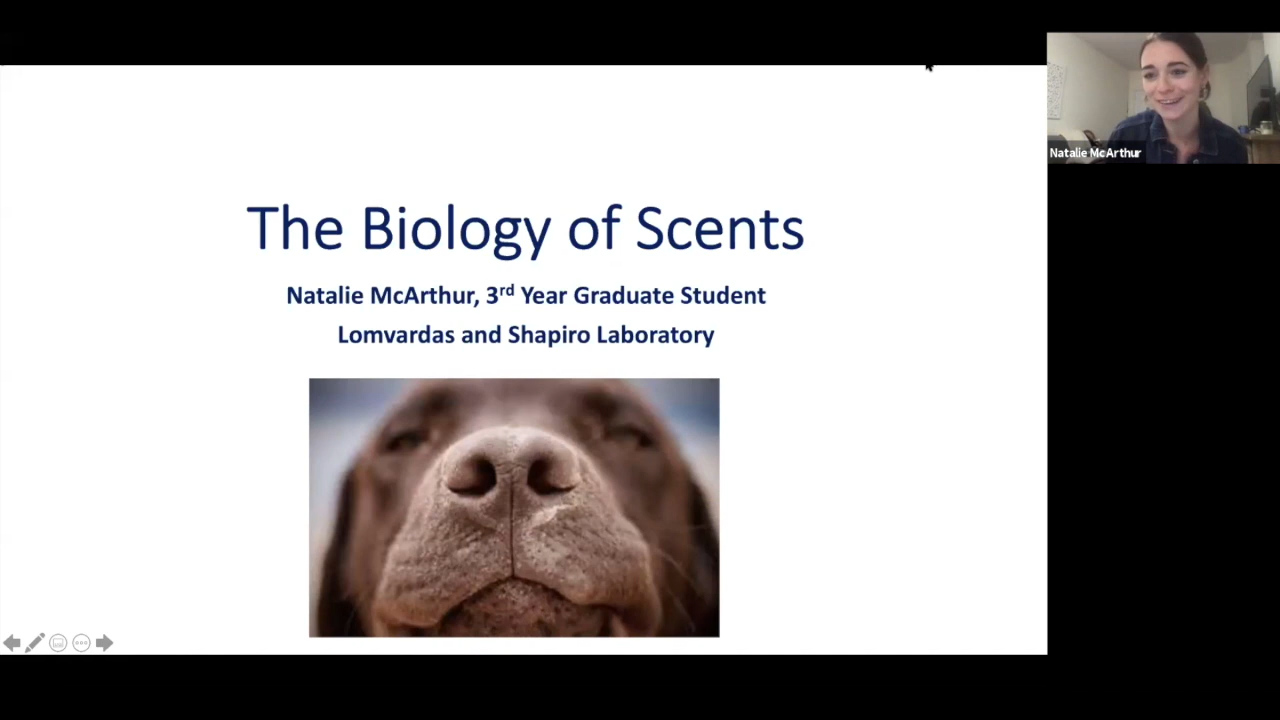 The Biology of Scents
Natalie McArthur, 3rd Year Graduate Student
Lomvardas and Shapiro Laboratory
Natalie McArthur